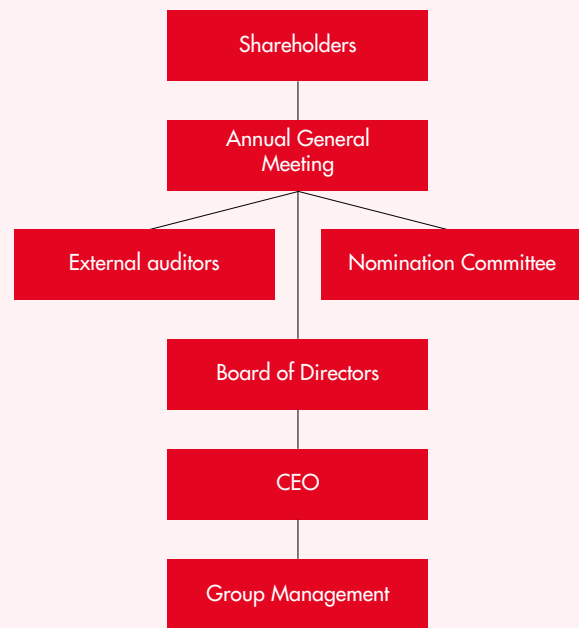 Shareholders
Annual General
Meeting
External auditors
Nomination Committee
Board of Directors
CEO
Group Management